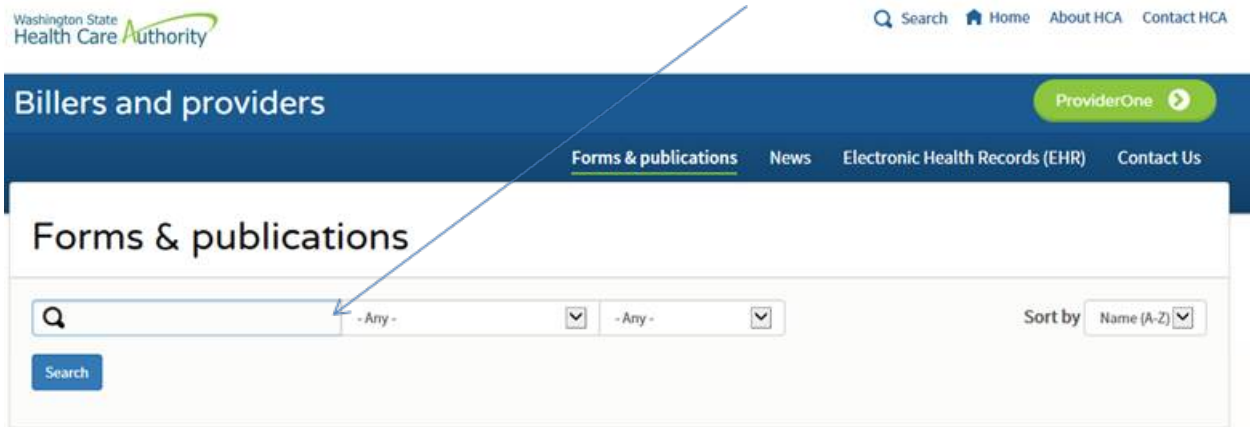 Washington State
Health Care Authority
Search Home About HCA Contact HCA
Billers and providers
ProviderOne
Forms & publications News Electronic Health Records (EHR) Contact Us
Forms & publications
- Any - - Any - Sort by Name (A-Z)
Search